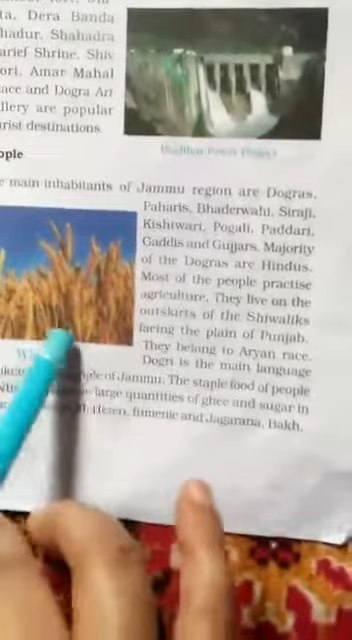 ta, Dera Banda
hadur, Shahadra
arief Shrine, Shiv
ori, Amar Mahal
ace and Dogra Art
llery are popular
rist destinations.
Power Project
ople
e main inhabitants of Jammu region are Dogras,
Paharis, Bhaderwahi, Siraji,
Kishtwari, Pogali, Paddari,
Gaddis and Gujjars. Majority
of the Dogras are Hindus.
Most of the people practise
agriculture. They live on the
outskirts of the Shiwaliks
facing the plain of Punjab.
They belong to Aryan race.
Dogri is the main language
of Jammu. The staple food of people
large quantities of ghee and sugar in
and Jagarana, Bakh,